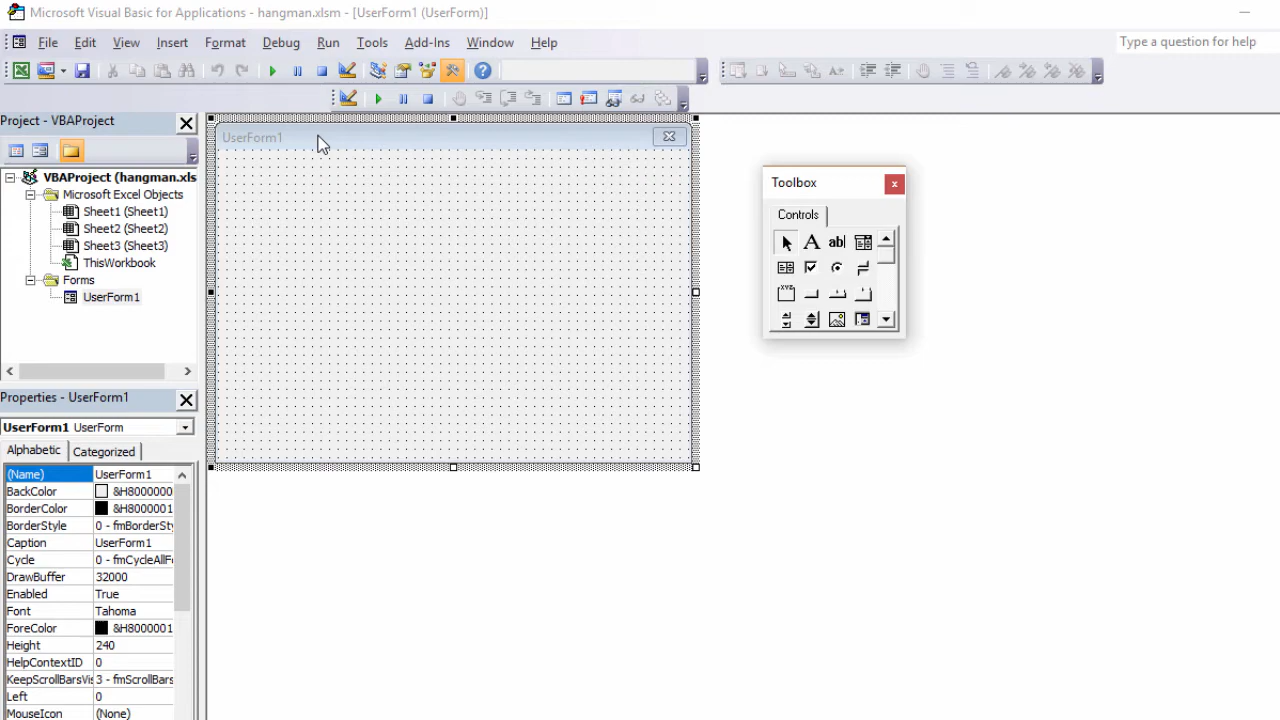 Microsoft Visual Basic for Applications - hangman.xlsm - [UserForm1 (UserForm)]
File Edit View Insert Format Debug Run Tools Add-Ins Window Help
Type a question for help
Project - VBAProject
VBAProject (hangman.xls
Microsoft Excel Objects
Sheet1 (Sheet1)
Sheet2 (Sheet2)
Sheet3 (Sheet3)
ThisWorkbook
Forms
UserForm1
Properties - UserForm1
UserForm1 UserForm
Alphabetic Categorized
(Name) UserForm1
BackColor &H8000000
BorderColor &H8000001
BorderStyle 0 - fmBorderSty
Caption UserForm1
Cycle 0 - fmCycleAllF
DrawBuffer 32000
Enabled True
Font Tahoma
ForeColor &H8000001
Height 240
HelpContextID 0
KeepScrollBarsVis 3 - fmScrollBars
Left 0
MouseIcon (None)
UserForm1
Toolbox
Controls
A
ab
XYZ